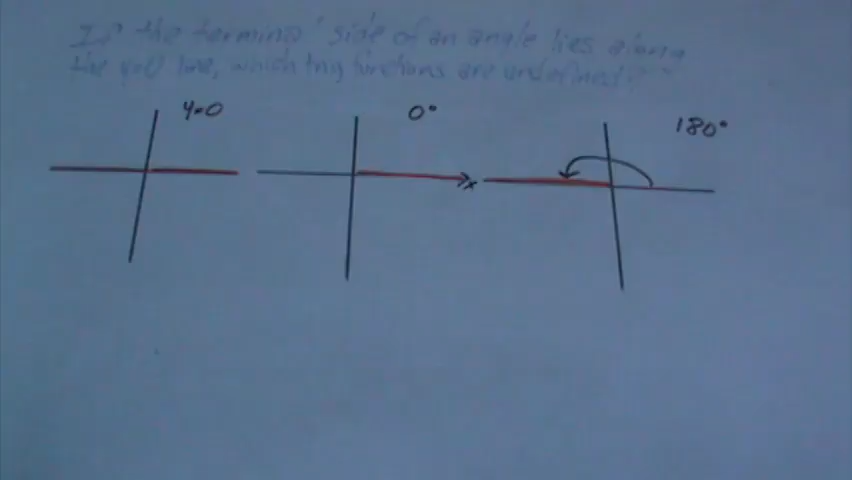 If the terminal side of an angle lies along
the y=0 line, which trig functions are undefined?
y=0
0°
180°
x